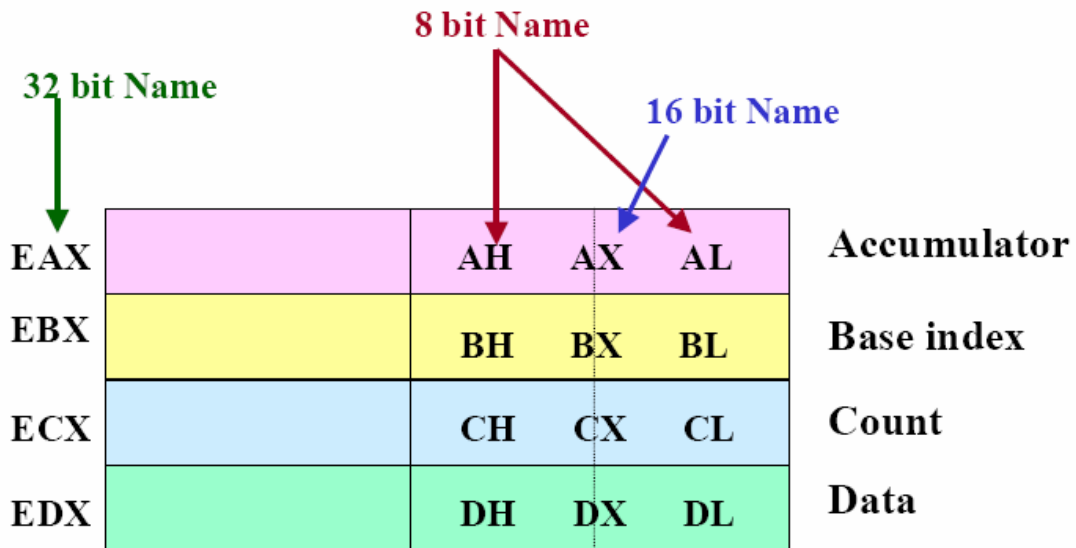 8 bit Name
32 bit Name
16 bit Name
EAX AH AX AL Accumulator
EBX BH BX BL Base index
ECX CH CX CL Count
EDX DH DX DL Data